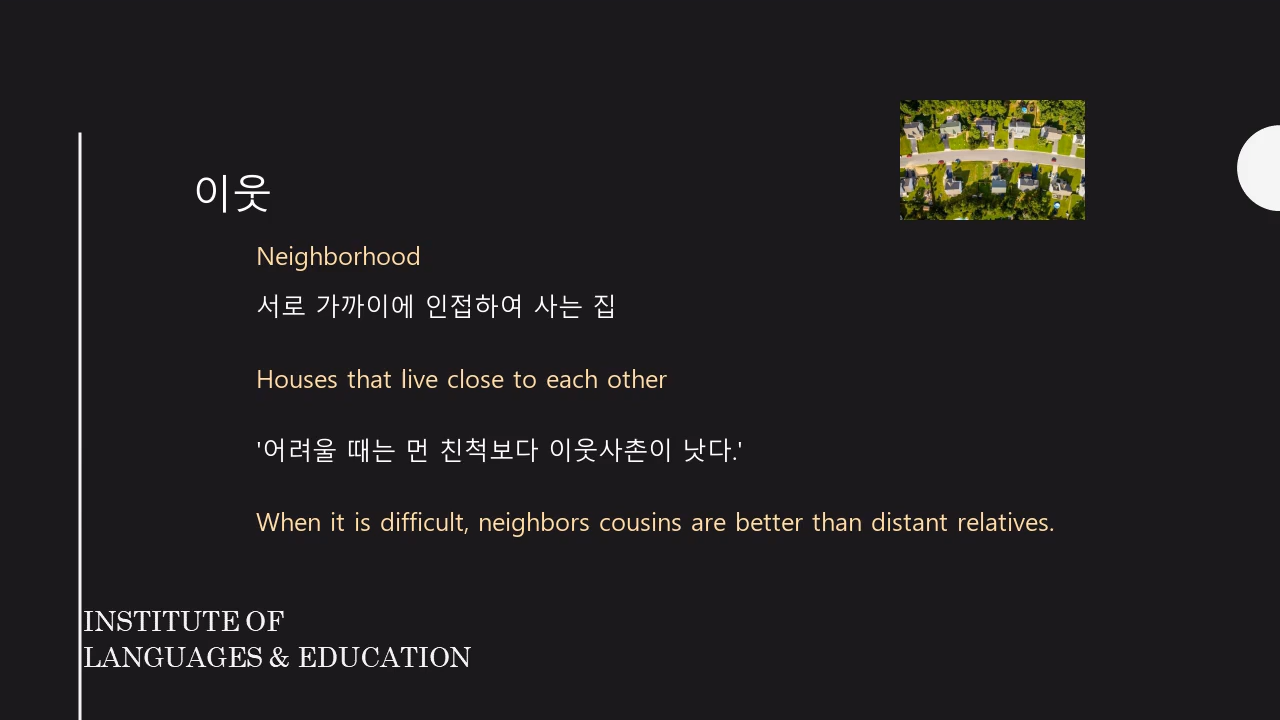 이웃
Neighborhood
서로 가까이에 인접하여 사는 집
Houses that live close to each other
'어려울 때는 먼 친척보다 이웃사촌이 낫다.'
When it is difficult, neighbors cousins are better than distant relatives.
INSTITUTE OF
LANGUAGES & EDUCATION